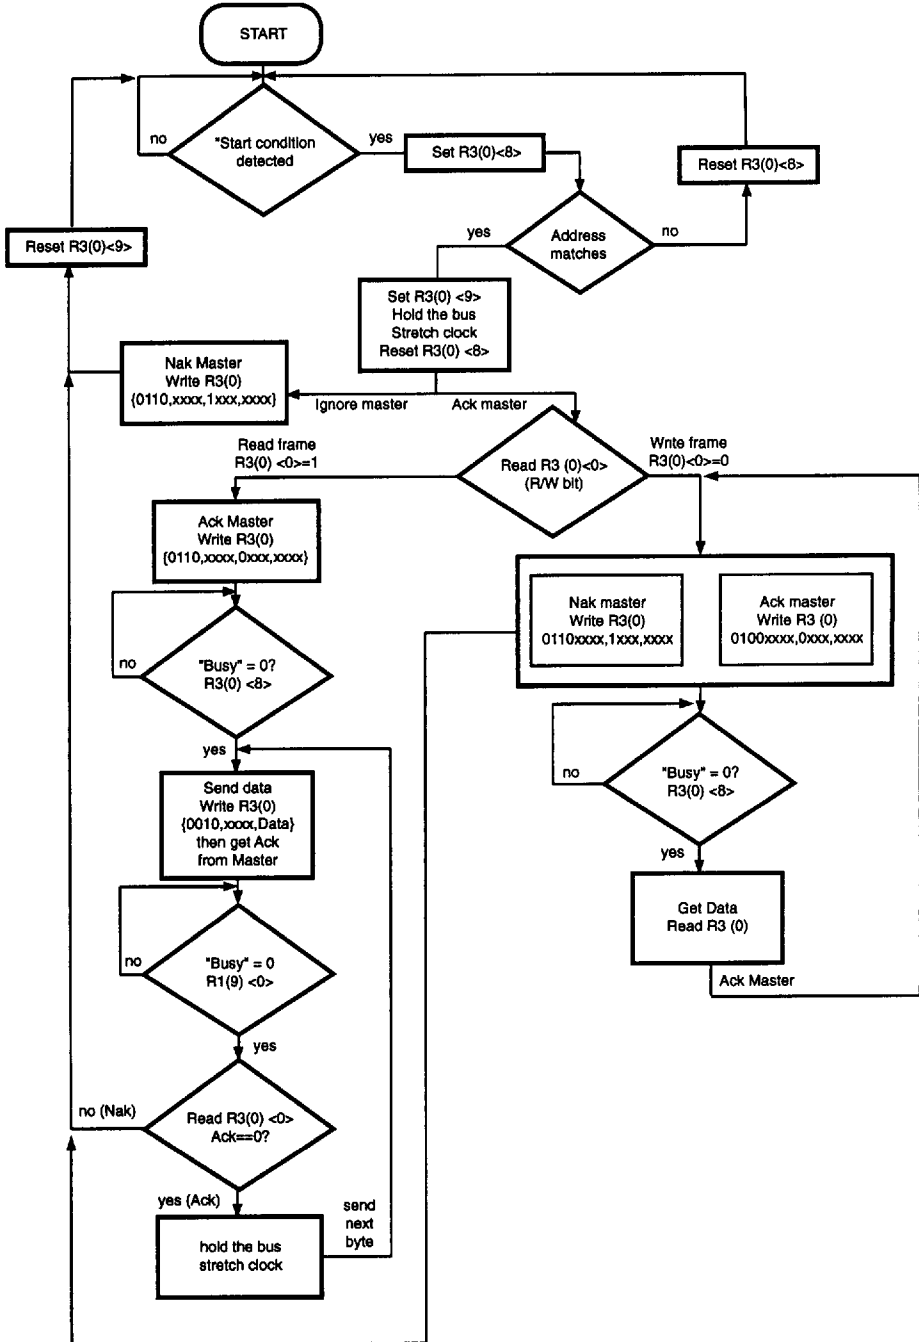 START
no
"Start condition
detected
yes
Set R3(0)<8>
Reset R3(0)<8>
Reset R3(0)<9>
yes
Address
matches
no
Set R3(0) <9>
Hold the bus
Stretch clock
Reset R3(0) <8>
Nak Master
Write R3(0)
{0110,xxxx,1xxx,xxxx}
Ignore master
Ack master
Read frame
R3(0) <0>=1
Read R3 (0)<0>
(R/W bit)
Write frame
R3(0)<0>=0
Ack Master
Write R3(0)
{0110,xxxx,0xxx,xxxx}
Nak master
Write R3(0)
0110xxxx,1xxx,xxxx
Ack master
Write R3 (0)
0100xxxx,0xxx,xxxx
no
"Busy" = 0?
R3(0) <8>
yes
no
"Busy" = 0?
R3(0) <8>
yes
Send data
Write R3(0)
{0010,xxxx,Data}
then get Ack
from Master
Get Data
Read R3 (0)
Ack Master
no
"Busy" = 0
R1(9) <0>
yes
no (Nak)
Read R3(0) <0>
Ack==0?
yes (Ack)
send
next
byte
hold the bus
stretch clock